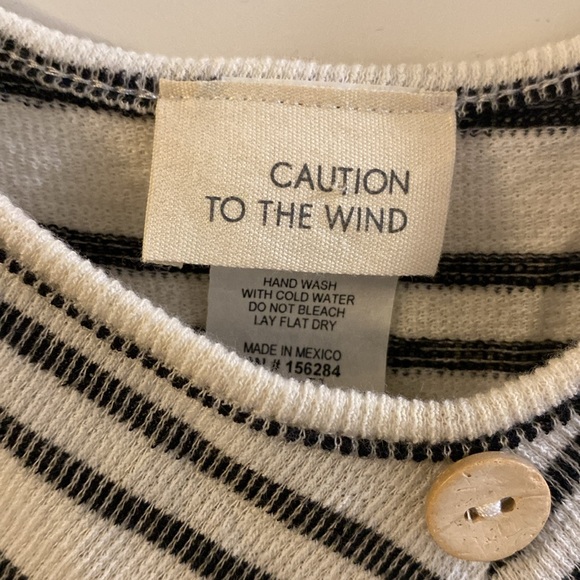 CAUTION
TO THE WIND
HAND WASH
WITH COLD WATER
DO NOT BLEACH
LAY FLAT DRY
MADE IN MEXICO
# 156284